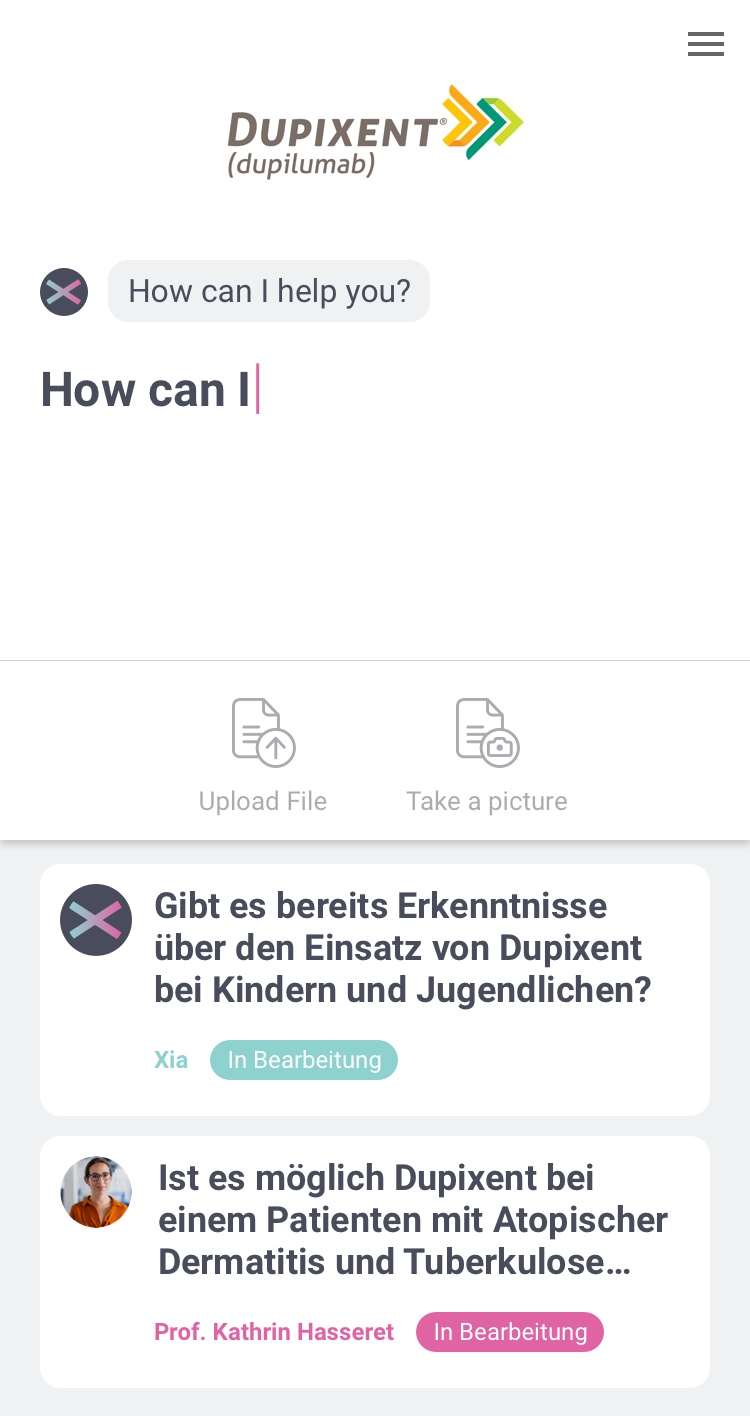 DUPIXENT®
(dupilumab)
How can I help you?
How can I
Upload File
Take a picture
Gibt es bereits Erkenntnisse
über den Einsatz von Dupixent
bei Kindern und Jugendlichen?
Xia
In Bearbeitung
Ist es möglich Dupixent bei
einem Patienten mit Atopischer
Dermatitis und Tuberkulose...
Prof. Kathrin Hasseret
In Bearbeitung